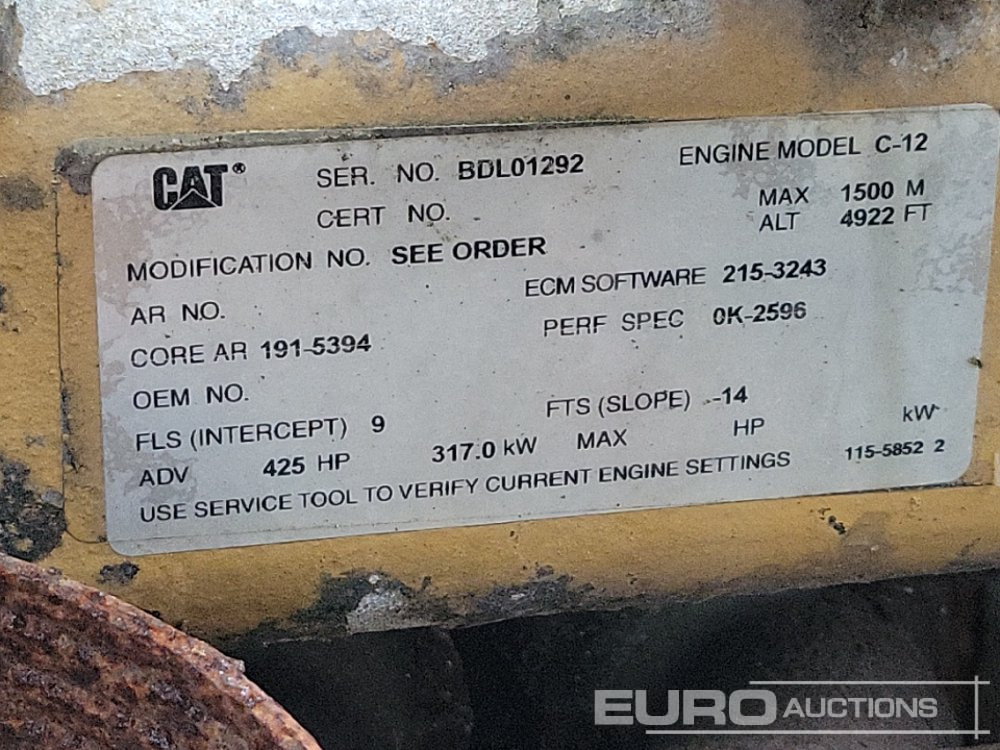 CAT® SER. NO. BDL01292 ENGINE MODEL C-12
CERT NO. MAX 1500 M
ALT 4922 FT
MODIFICATION NO. SEE ORDER
AR NO. ECM SOFTWARE 215-3243
CORE AR 191-5394 PERF SPEC 0K-2596
OEM NO.
FLS (INTERCEPT) 9 FTS (SLOPE) -14
ADV 425 HP 317.0 kW MAX HP kW
USE SERVICE TOOL TO VERIFY CURRENT ENGINE SETTINGS 115-5852 2
EURO AUCTIONS